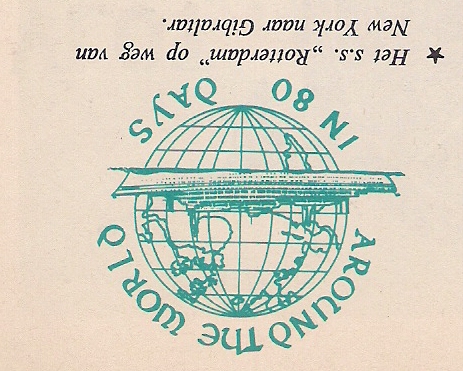 AROUND THE WORLD
IN 80 DAYS
★ Het s.s. „Rotterdam” op weg van
New York naar Gibraltar.